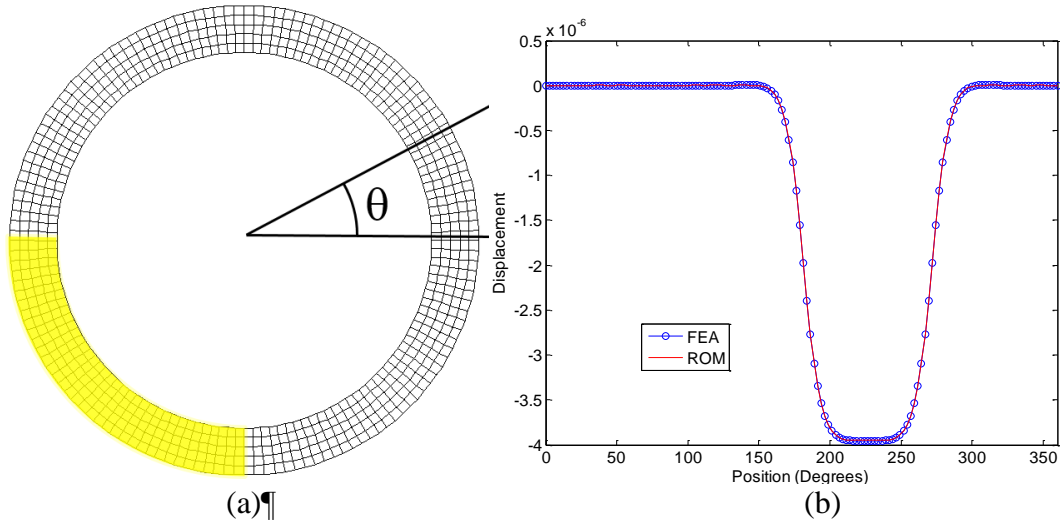 θ
(a)¶
x 10⁻⁶
0.5
0
-0.5
-1
-1.5
-2
-2.5
-3
-3.5
-4
Displacement
FEA
ROM
0 50 100 150 200 250 300 350
Position (Degrees)
(b)